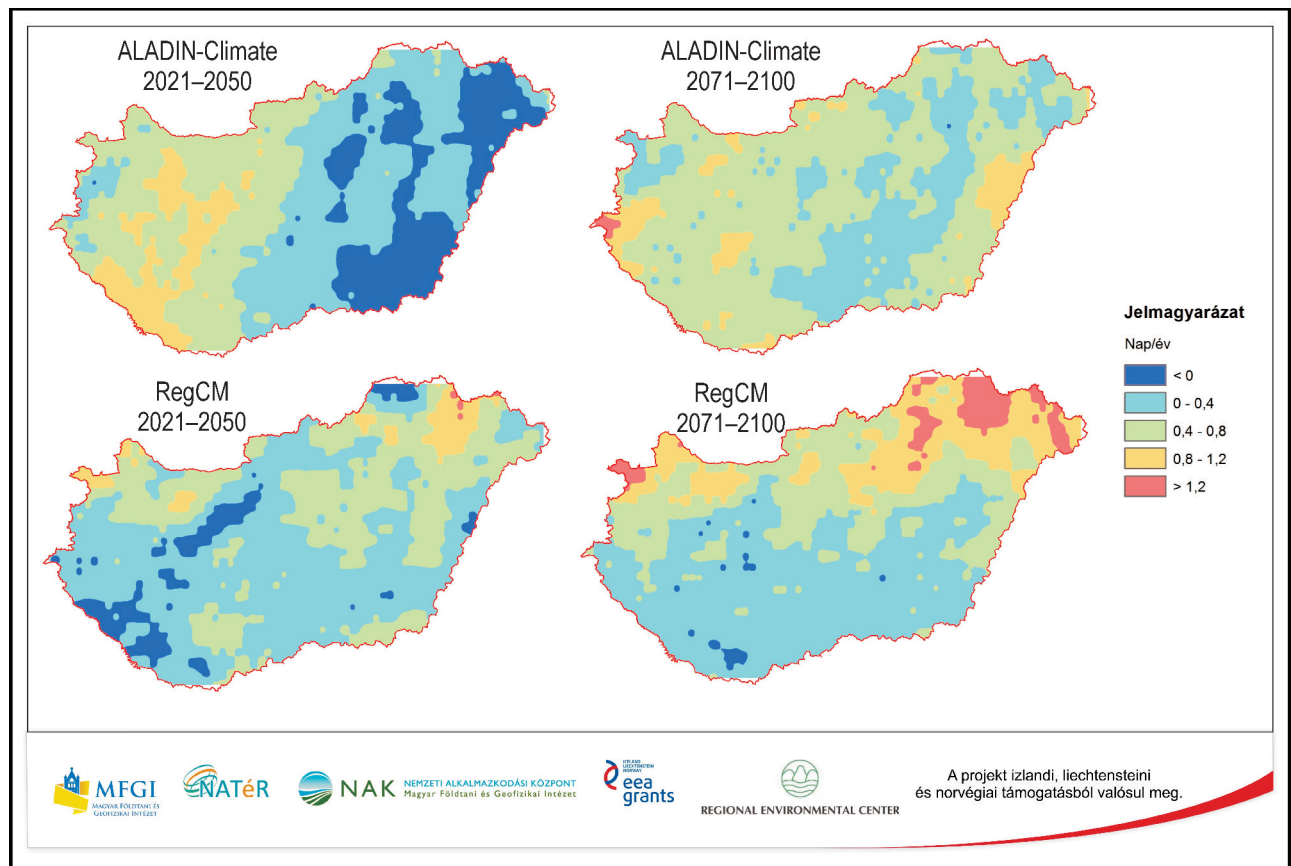 ALADIN-Climate
2021–2050
ALADIN-Climate
2071–2100
RegCM
2021–2050
RegCM
2071–2100
Jelmagyarázat
Nap/év
< 0
0 - 0,4
0,4 - 0,8
0,8 - 1,2
> 1,2
MFGI
MAGYAR FÖLDTANI ÉS
GEOFIZIKAI INTÉZET
NATéR
NAK
NEMZETI ALKALMAZKODÁSI KÖZPONT
Magyar Földtani és Geofizikai Intézet
ICELAND
LIECHTENSTEIN
NORWAY
eea
grants
REGIONAL ENVIRONMENTAL CENTER
A projekt izlandi, liechtensteini
és norvégiai támogatásból valósul meg.